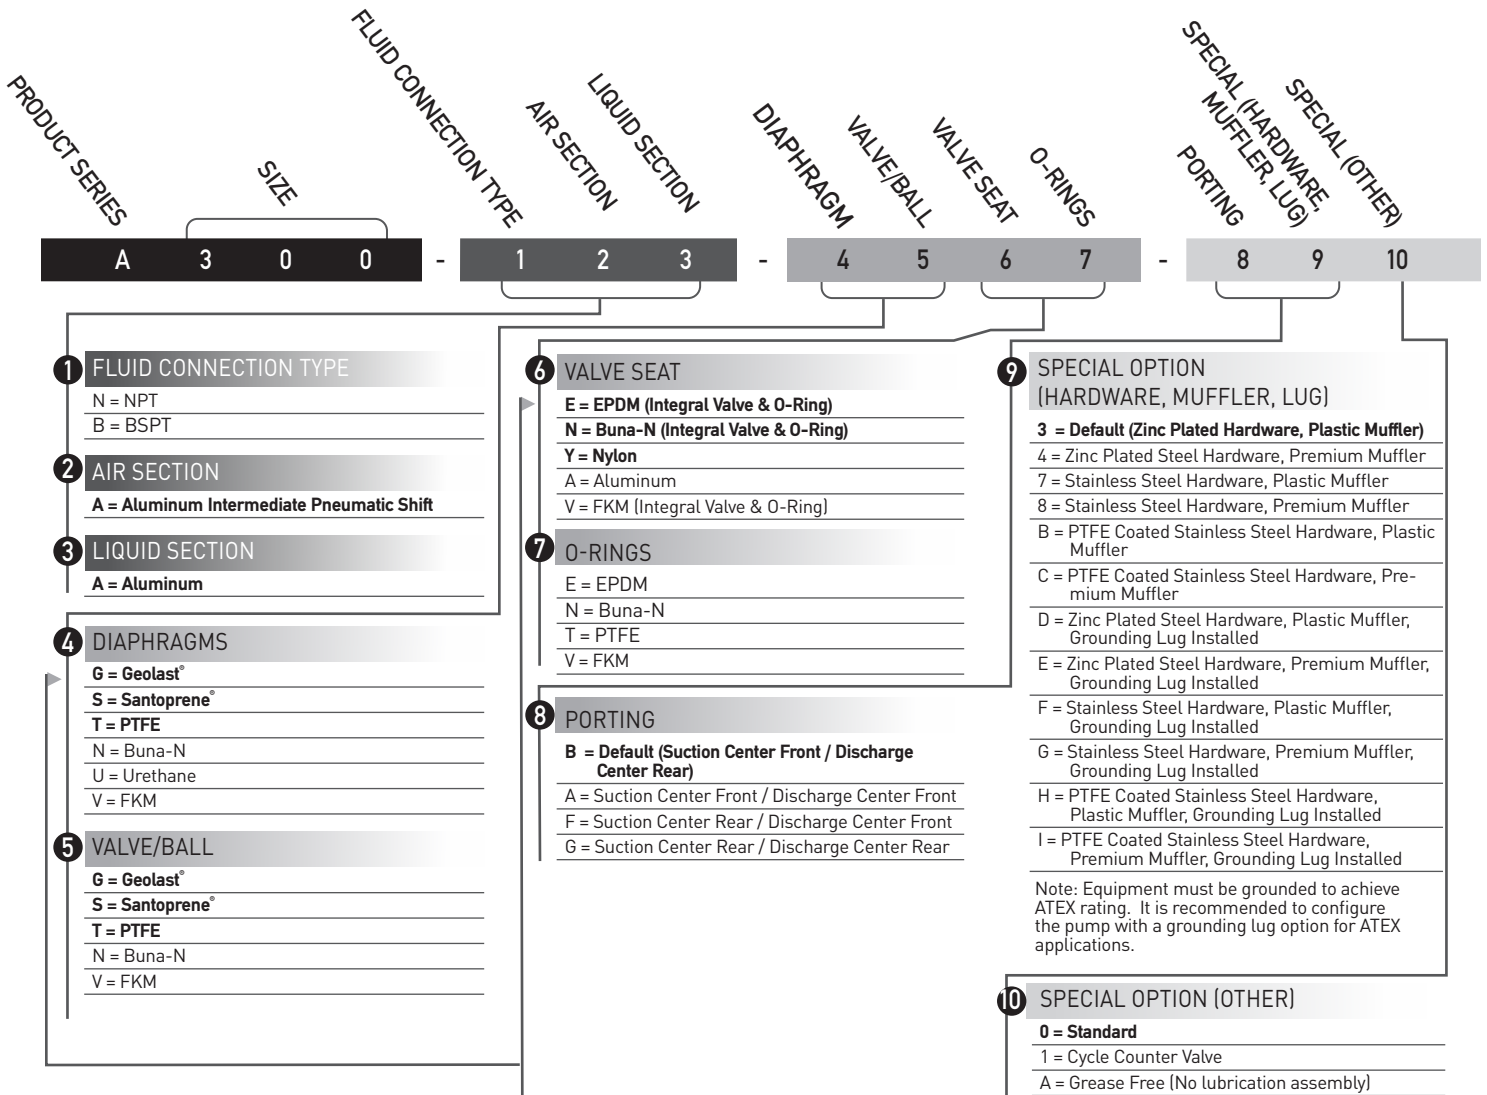 PRODUCT SERIES
SIZE
FLUID CONNECTION TYPE
AIR SECTION
LIQUID SECTION
DIAPHRAGM
VALVE/BALL
VALVE SEAT
O-RINGS
PORTING
SPECIAL (HARDWARE,
MUFFLER, LUG)
SPECIAL (OTHER)
A 3 0 0 - 1 2 3 - 4 5 6 7 - 8 9 10
1 FLUID CONNECTION TYPE
N = NPT
B = BSPT
2 AIR SECTION
A = Aluminum Intermediate Pneumatic Shift
3 LIQUID SECTION
A = Aluminum
4 DIAPHRAGMS
G = Geolast®
S = Santoprene®
T = PTFE
N = Buna-N
U = Urethane
V = FKM
5 VALVE/BALL
G = Geolast®
S = Santoprene®
T = PTFE
N = Buna-N
V = FKM
6 VALVE SEAT
E = EPDM (Integral Valve & O-Ring)
N = Buna-N (Integral Valve & O-Ring)
Y = Nylon
A = Aluminum
V = FKM (Integral Valve & O-Ring)
7 O-RINGS
E = EPDM
N = Buna-N
T = PTFE
V = FKM
8 PORTING
B = Default (Suction Center Front / Discharge
Center Rear)
A = Suction Center Front / Discharge Center Front
F = Suction Center Rear / Discharge Center Front
G = Suction Center Rear / Discharge Center Rear
9 SPECIAL OPTION
(HARDWARE, MUFFLER, LUG)
3 = Default (Zinc Plated Hardware, Plastic Muffler)
4 = Zinc Plated Steel Hardware, Premium Muffler
7 = Stainless Steel Hardware, Plastic Muffler
8 = Stainless Steel Hardware, Premium Muffler
B = PTFE Coated Stainless Steel Hardware, Plastic
Muffler
C = PTFE Coated Stainless Steel Hardware, Pre-
mium Muffler
D = Zinc Plated Steel Hardware, Plastic Muffler,
Grounding Lug Installed
E = Zinc Plated Steel Hardware, Premium Muffler,
Grounding Lug Installed
F = Stainless Steel Hardware, Plastic Muffler,
Grounding Lug Installed
G = Stainless Steel Hardware, Premium Muffler,
Grounding Lug Installed
H = PTFE Coated Stainless Steel Hardware,
Plastic Muffler, Grounding Lug Installed
I = PTFE Coated Stainless Steel Hardware,
Premium Muffler, Grounding Lug Installed
Note: Equipment must be grounded to achieve
ATEX rating. It is recommended to configure
the pump with a grounding lug option for ATEX
applications.
10 SPECIAL OPTION (OTHER)
0 = Standard
1 = Cycle Counter Valve
A = Grease Free (No lubrication assembly)